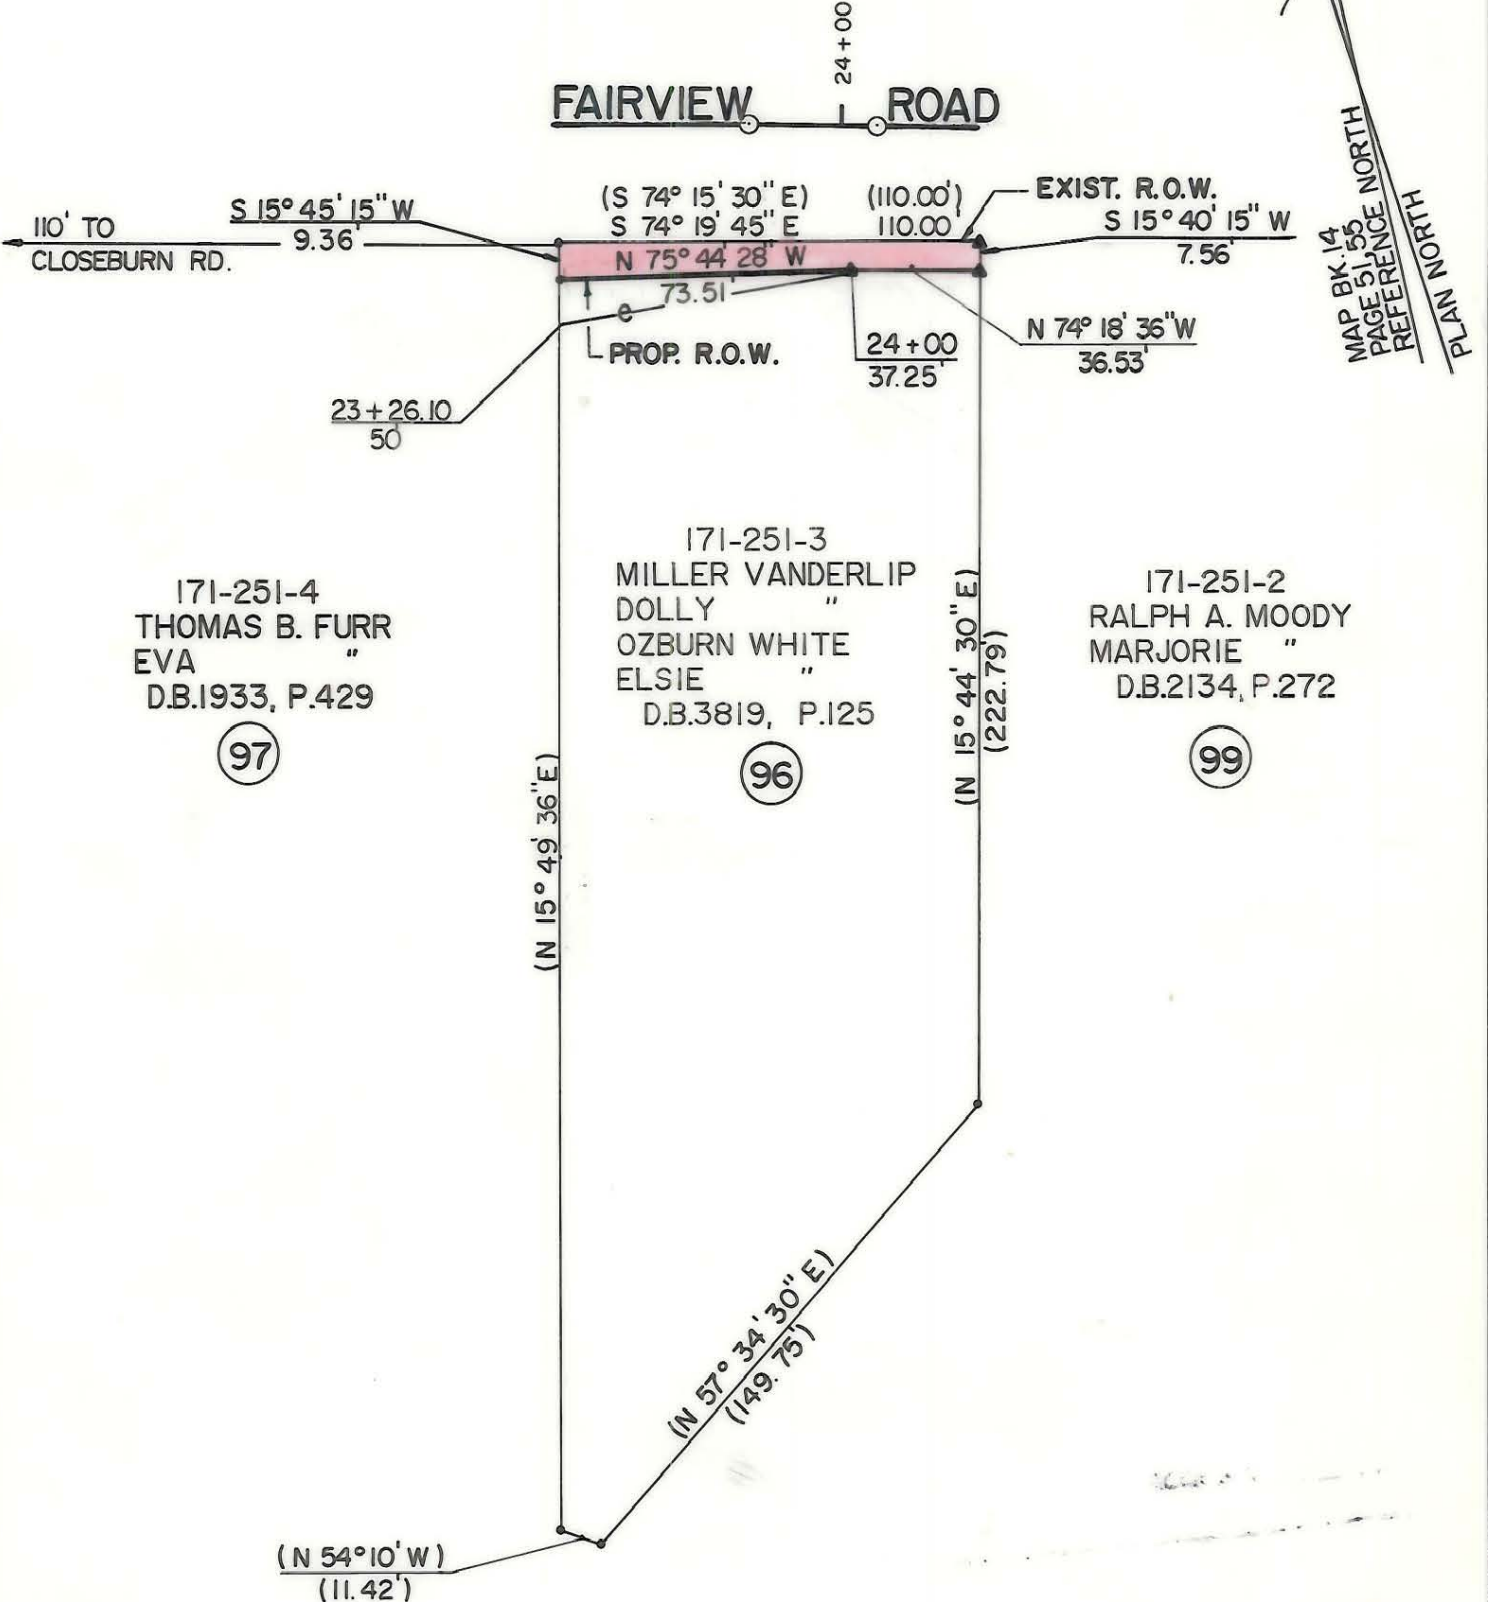 24+00
FAIRVIEW ROAD
(S 74° 15' 30" E) (110.00')
S 74° 19' 45" E 110.00'
EXIST. R.O.W.
S 15° 45' 15" W
9.36'
110' TO
CLOSEBURN RD.
S 15° 40' 15" W
7.56'
N 75° 44' 28" W
73.51'
e
PROP. R.O.W.
24+00
37.25'
N 74° 18' 36" W
36.53'
23+26.10
50'
MAP BK.14
PAGE 51,55
REFERENCE NORTH
PLAN NORTH
171-251-4
THOMAS B. FURR
EVA "
D.B.1933, P.429
97
171-251-3
MILLER VANDERLIP
DOLLY "
OZBURN WHITE
ELSIE "
D.B.3819, P.125
96
171-251-2
RALPH A. MOODY
MARJORIE "
D.B.2134, P.272
99
(N 15° 49' 36" E)
(N 15° 44' 30" E)
(222.79')
(N 57° 34' 30" E)
(149.75')
(N 54° 10' W)
(11.42')